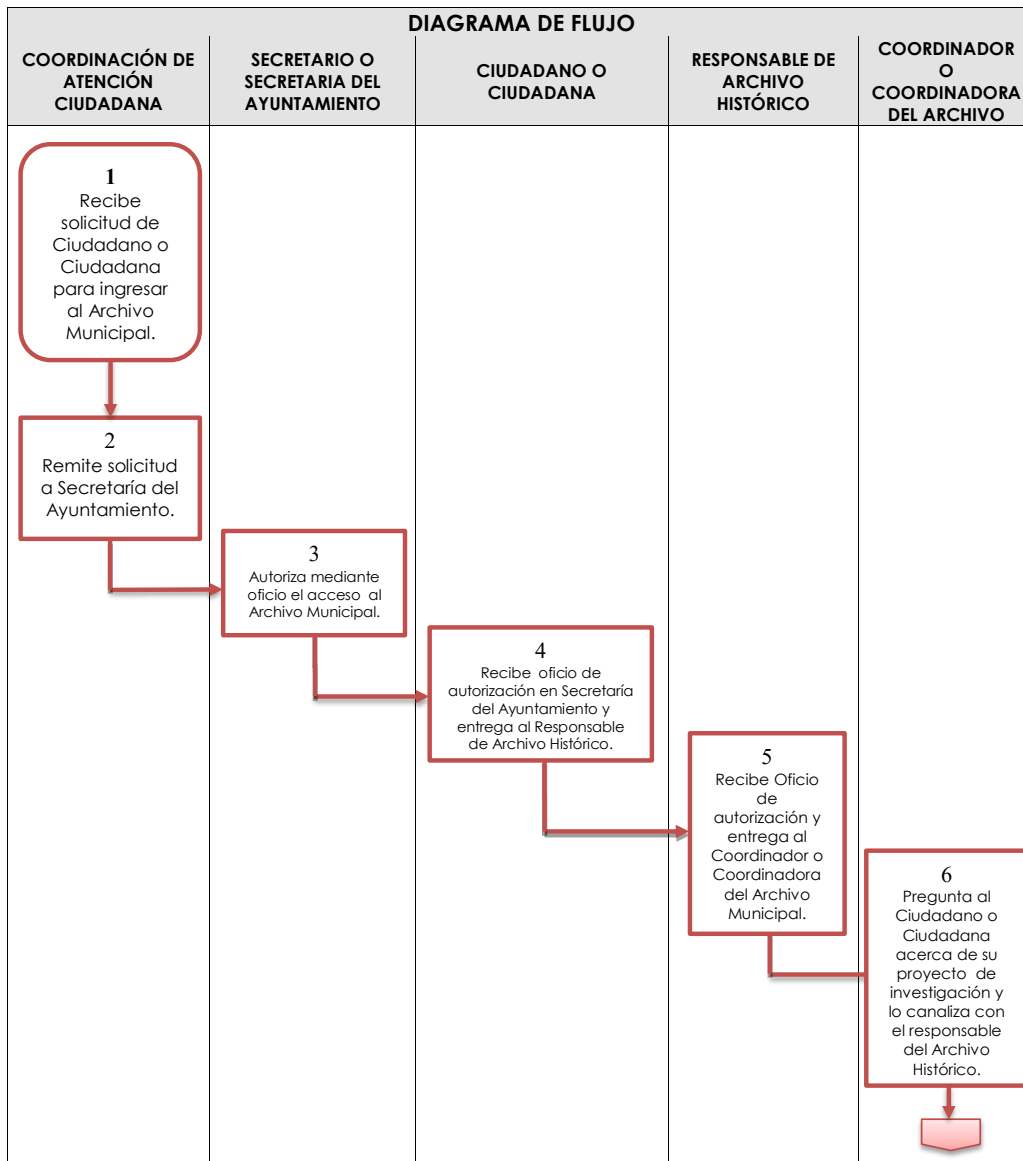 DIAGRAMA DE FLUJO
COORDINACIÓN DE
ATENCIÓN
CIUDADANA
SECRETARIO O
SECRETARIA DEL
AYUNTAMIENTO
CIUDADANO O
CIUDADANA
RESPONSABLE DE
ARCHIVO
HISTÓRICO
COORDINADOR
O
COORDINADORA
DEL ARCHIVO
1
Recibe
solicitud de
Ciudadano o
Ciudadana
para ingresar
al Archivo
Municipal.
2
Remite solicitud
a Secretaría del
Ayuntamiento.
3
Autoriza mediante
oficio el acceso al
Archivo Municipal.
4
Recibe oficio de
autorización en Secretaría
del Ayuntamiento y
entrega al Responsable
de Archivo Histórico.
5
Recibe Oficio
de
autorización y
entrega al
Coordinador o
Coordinadora
del Archivo
Municipal.
6
Pregunta al
Ciudadano o
Ciudadana
acerca de su
proyecto de
investigación y
lo canaliza con
el responsable
del Archivo
Histórico.